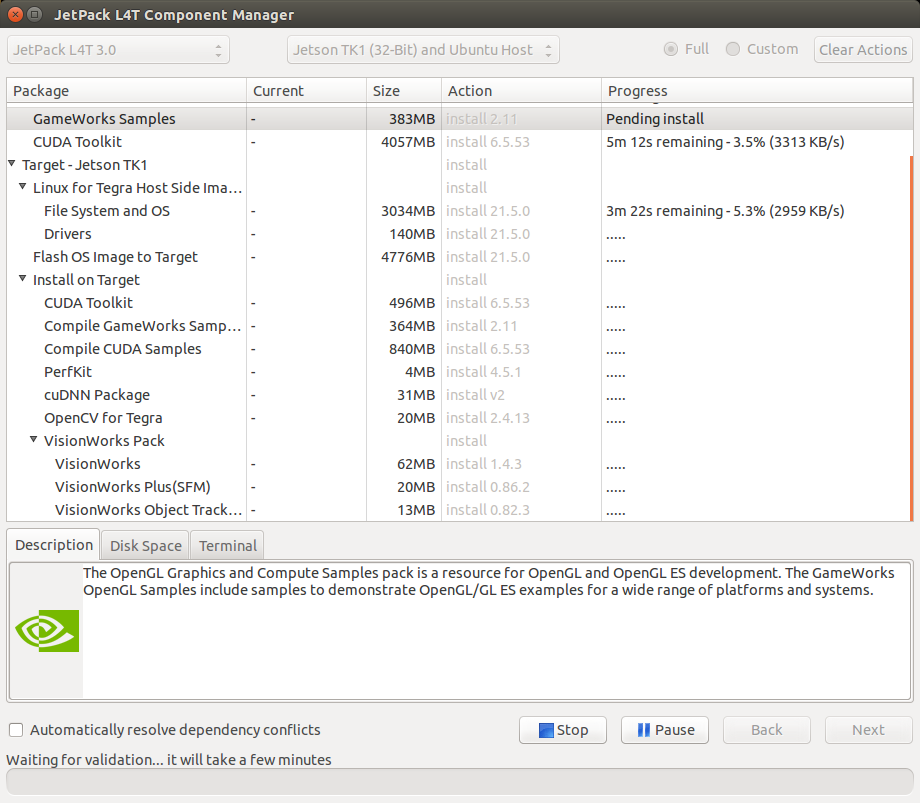 JetPack L4T Component Manager
JetPack L4T 3.0 Jetson TK1 (32-Bit) and Ubuntu Host Full Custom Clear Actions
Package Current Size Action Progress
GameWorks Samples - 383MB install 2.11 Pending install
CUDA Toolkit - 4057MB install 6.5.53 5m 12s remaining - 3.5% (3313 KB/s)
Target - Jetson TK1 install
Linux for Tegra Host Side Ima... install
File System and OS - 3034MB install 21.5.0 3m 22s remaining - 5.3% (2959 KB/s)
Drivers - 140MB install 21.5.0 .....
Flash OS Image to Target - 4776MB install 21.5.0 .....
Install on Target install
CUDA Toolkit - 496MB install 6.5.53 .....
Compile GameWorks Samp... - 364MB install 2.11 .....
Compile CUDA Samples - 840MB install 6.5.53 .....
PerfKit - 4MB install 4.5.1 .....
cuDNN Package - 31MB install v2 .....
OpenCV for Tegra - 20MB install 2.4.13 .....
VisionWorks Pack install
VisionWorks - 62MB install 1.4.3 .....
VisionWorks Plus(SFM) - 20MB install 0.86.2 .....
VisionWorks Object Track... - 13MB install 0.82.3 .....
Description Disk Space Terminal
The OpenGL Graphics and Compute Samples pack is a resource for OpenGL and OpenGL ES development. The GameWorks
OpenGL Samples include samples to demonstrate OpenGL/GL ES examples for a wide range of platforms and systems.
Automatically resolve dependency conflicts Stop Pause Back Next
Waiting for validation... it will take a few minutes